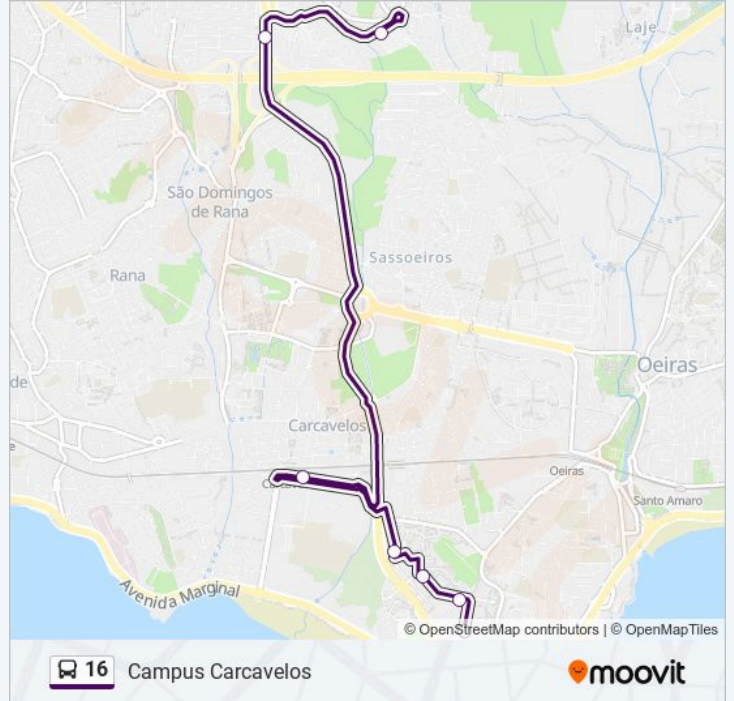 Laje
São Domingos
de Rana
Sassoeiros
Rana
Oeiras
de
Carcavelos
e
Oeiras
Santo Amaro
Avenida Marginal
© OpenStreetMap contributors | © OpenMapTiles
16 Campus Carcavelos
moovit